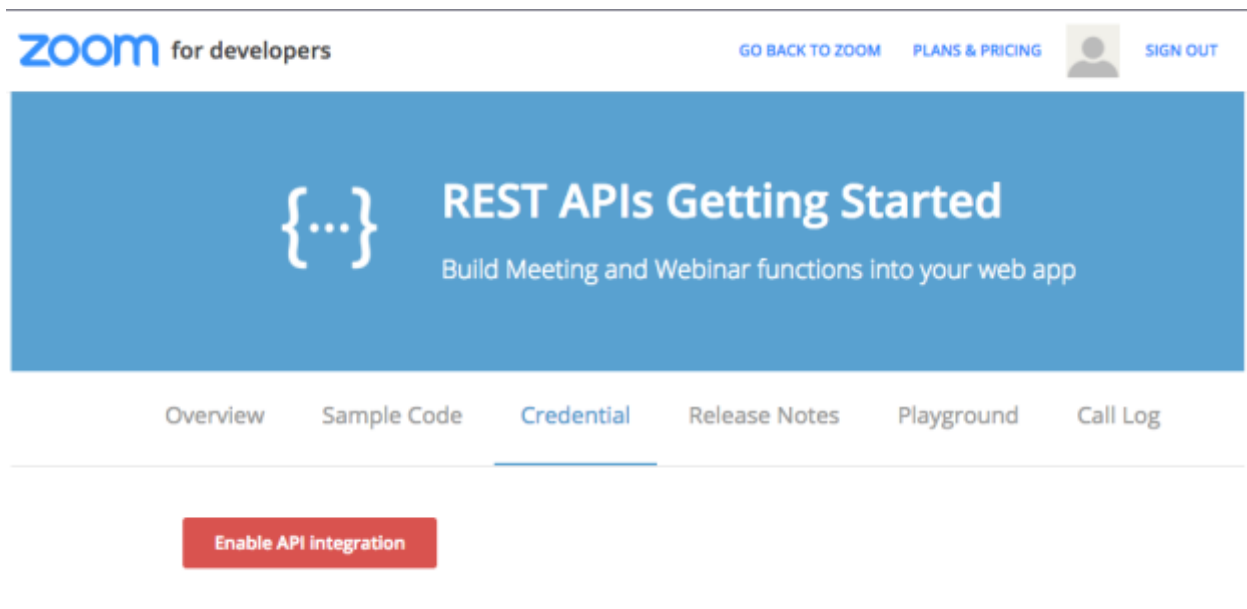 zoom for developers GO BACK TO ZOOM PLANS & PRICING SIGN OUT
{...} REST APIs Getting Started
Build Meeting and Webinar functions into your web app
Overview Sample Code Credential Release Notes Playground Call Log
Enable API integration